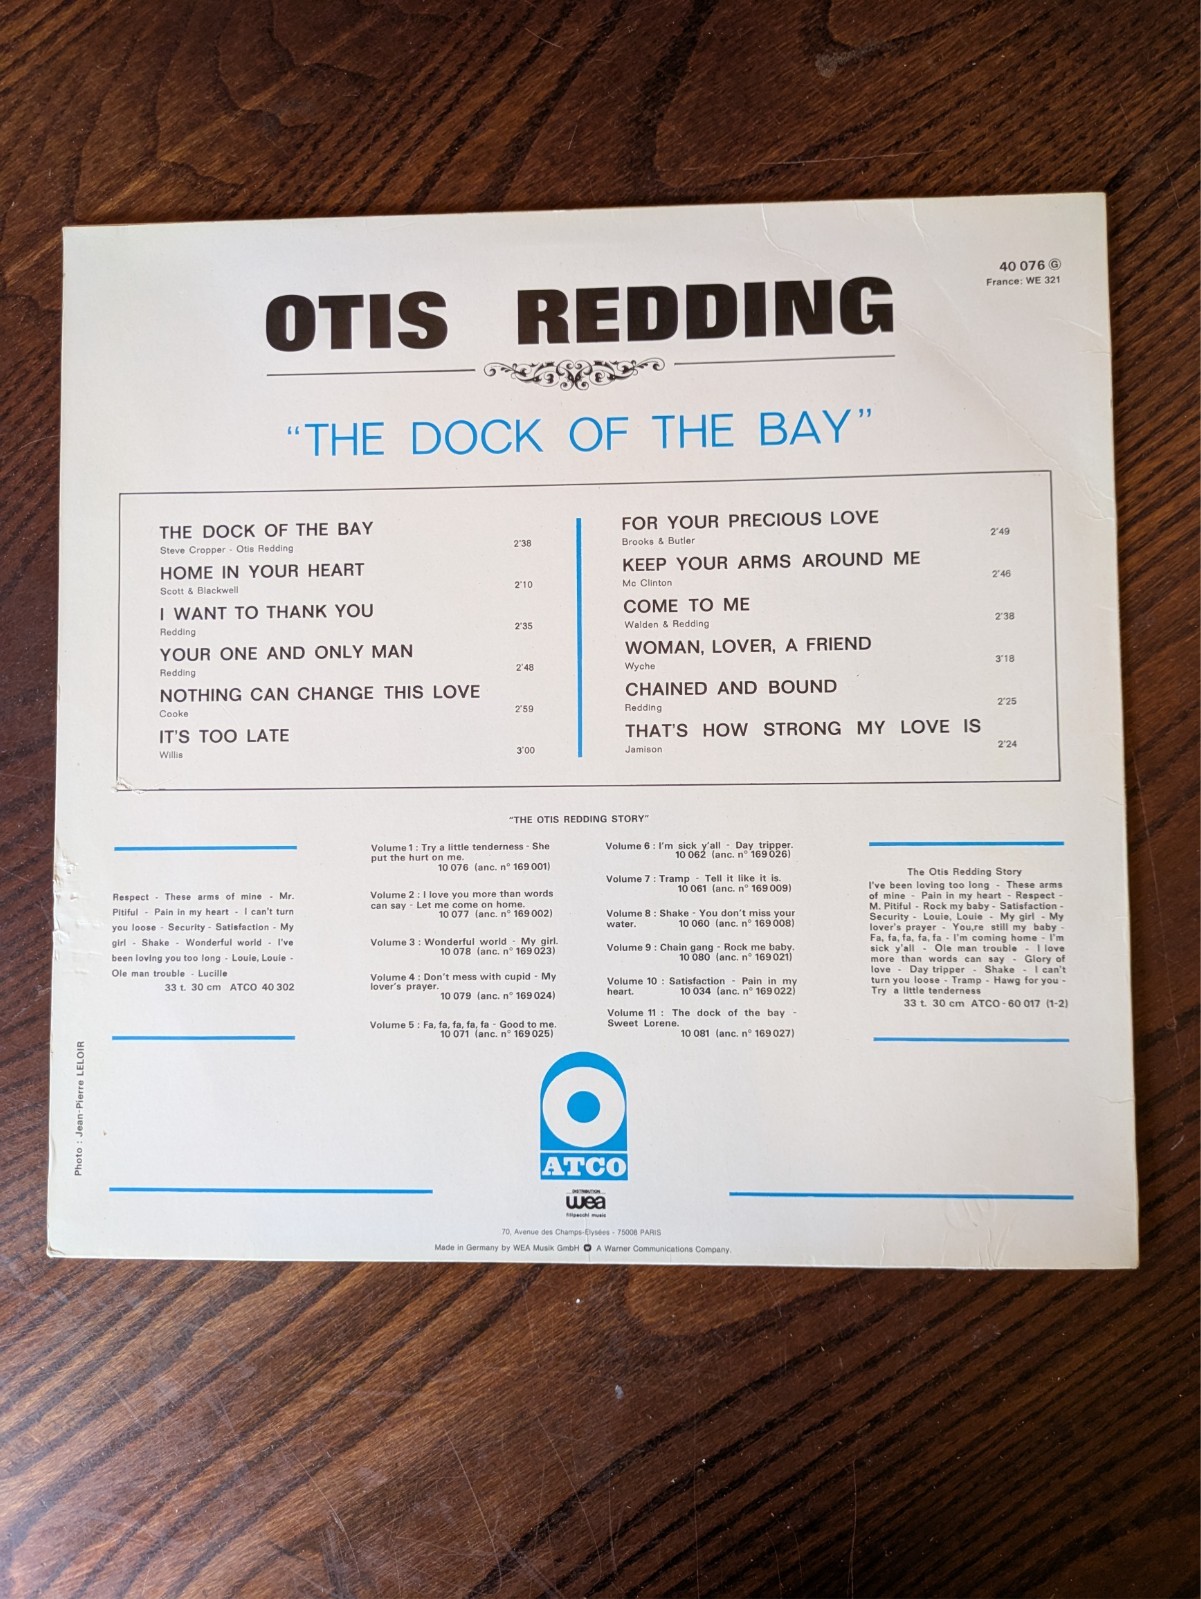 40 076 Ⓖ
France: WE 321
OTIS REDDING
“THE DOCK OF THE BAY”
THE DOCK OF THE BAY
Steve Cropper - Otis Redding
2'38
HOME IN YOUR HEART
Scott & Blackwell
2'10
I WANT TO THANK YOU
Redding
2'35
YOUR ONE AND ONLY MAN
Redding
2'48
NOTHING CAN CHANGE THIS LOVE
Cooke
2'59
IT'S TOO LATE
Willis
3'00
FOR YOUR PRECIOUS LOVE
Brooks & Butler
2'49
KEEP YOUR ARMS AROUND ME
Mc Clinton
2'46
COME TO ME
Walden & Redding
2'38
WOMAN, LOVER, A FRIEND
Wyche
3'18
CHAINED AND BOUND
Redding
2'25
THAT'S HOW STRONG MY LOVE IS
Jamison
2'24
"THE OTIS REDDING STORY"
Respect - These arms of mine - Mr.
Pitiful - Pain in my heart - I can't turn
you loose - Security - Satisfaction - My
girl - Shake - Wonderful world - I've
been loving you too long - Louie, Louie -
Ole man trouble - Lucille
33 t. 30 cm ATCO 40 302
Volume 1 : Try a little tenderness - She
put the hurt on me.
10 076 (anc. n° 169 001)
Volume 2 : I love you more than words
can say - Let me come on home.
10 077 (anc. n° 169 002)
Volume 3 : Wonderful world - My girl.
10 078 (anc. n° 169 023)
Volume 4 : Don't mess with cupid - My
lover's prayer.
10 079 (anc. n° 169 024)
Volume 5 : Fa, fa, fa, fa, fa - Good to me.
10 071 (anc. n° 169 025)
Volume 6 : I'm sick y'all - Day tripper.
10 062 (anc. n° 169 026)
Volume 7 : Tramp - Tell it like it is.
10 061 (anc. n° 169 009)
Volume 8 : Shake - You don't miss your
water. 10 060 (anc. n° 169 008)
Volume 9 : Chain gang - Rock me baby.
10 080 (anc. n° 169 021)
Volume 10 : Satisfaction - Pain in my
heart. 10 034 (anc. n° 169 022)
Volume 11 : The dock of the bay -
Sweet Lorene.
10 081 (anc. n° 169 027)
The Otis Redding Story
I've been loving too long - These arms
of mine - Pain in my heart - Respect -
M. Pitiful - Rock my baby - Satisfaction -
Security - Louie, Louie - My girl - My
lover's prayer - You,re still my baby -
Fa, fa, fa, fa, fa - I'm coming home - I'm
sick y'all - Ole man trouble - I love
more than words can say - Glory of
love - Day tripper - Shake - I can't
turn you loose - Tramp - Hawg for you -
Try a little tenderness
33 t. 30 cm ATCO - 60 017 (1-2)
Photo : Jean-Pierre LELOIR
ATCO
DISTRIBUTION
wea
filipacchi music
70, Avenue des Champs-Elysées - 75008 PARIS
Made in Germany by WEA Musik GmbH A Warner Communications Company.